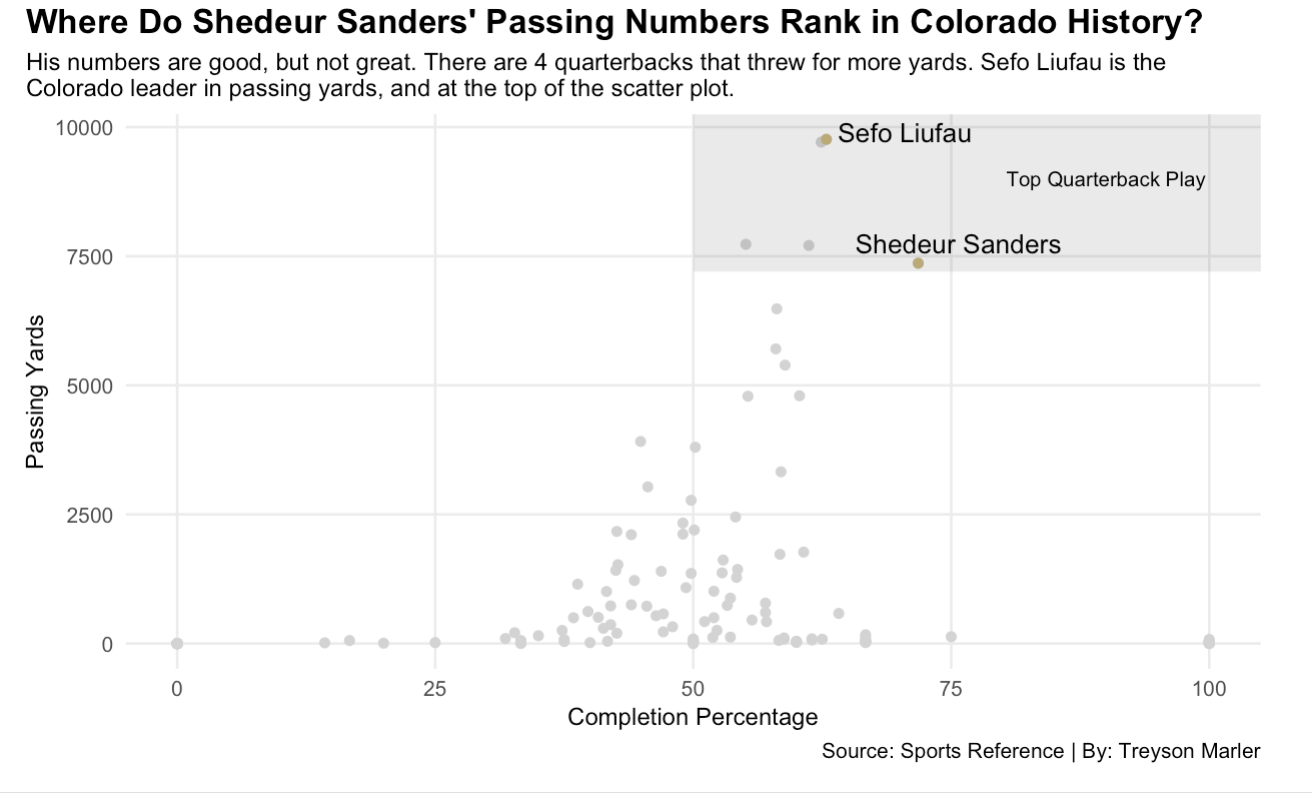 Where Do Shedeur Sanders' Passing Numbers Rank in Colorado History?
His numbers are good, but not great. There are 4 quarterbacks that threw for more yards. Sefo Liufau is the
Colorado leader in passing yards, and at the top of the scatter plot.
10000
Sefo Liufau
Top Quarterback Play
Shedeur Sanders
7500
Passing Yards
5000
2500
0
0 25 50 75 100
Completion Percentage
Source: Sports Reference | By: Treyson Marler